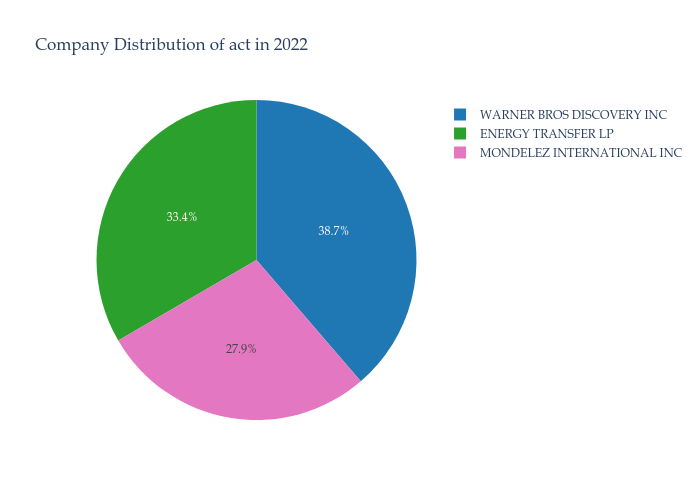 Company Distribution of act in 2022
WARNER BROS DISCOVERY INC
ENERGY TRANSFER LP
MONDELEZ INTERNATIONAL INC
33.4%
38.7%
27.9%